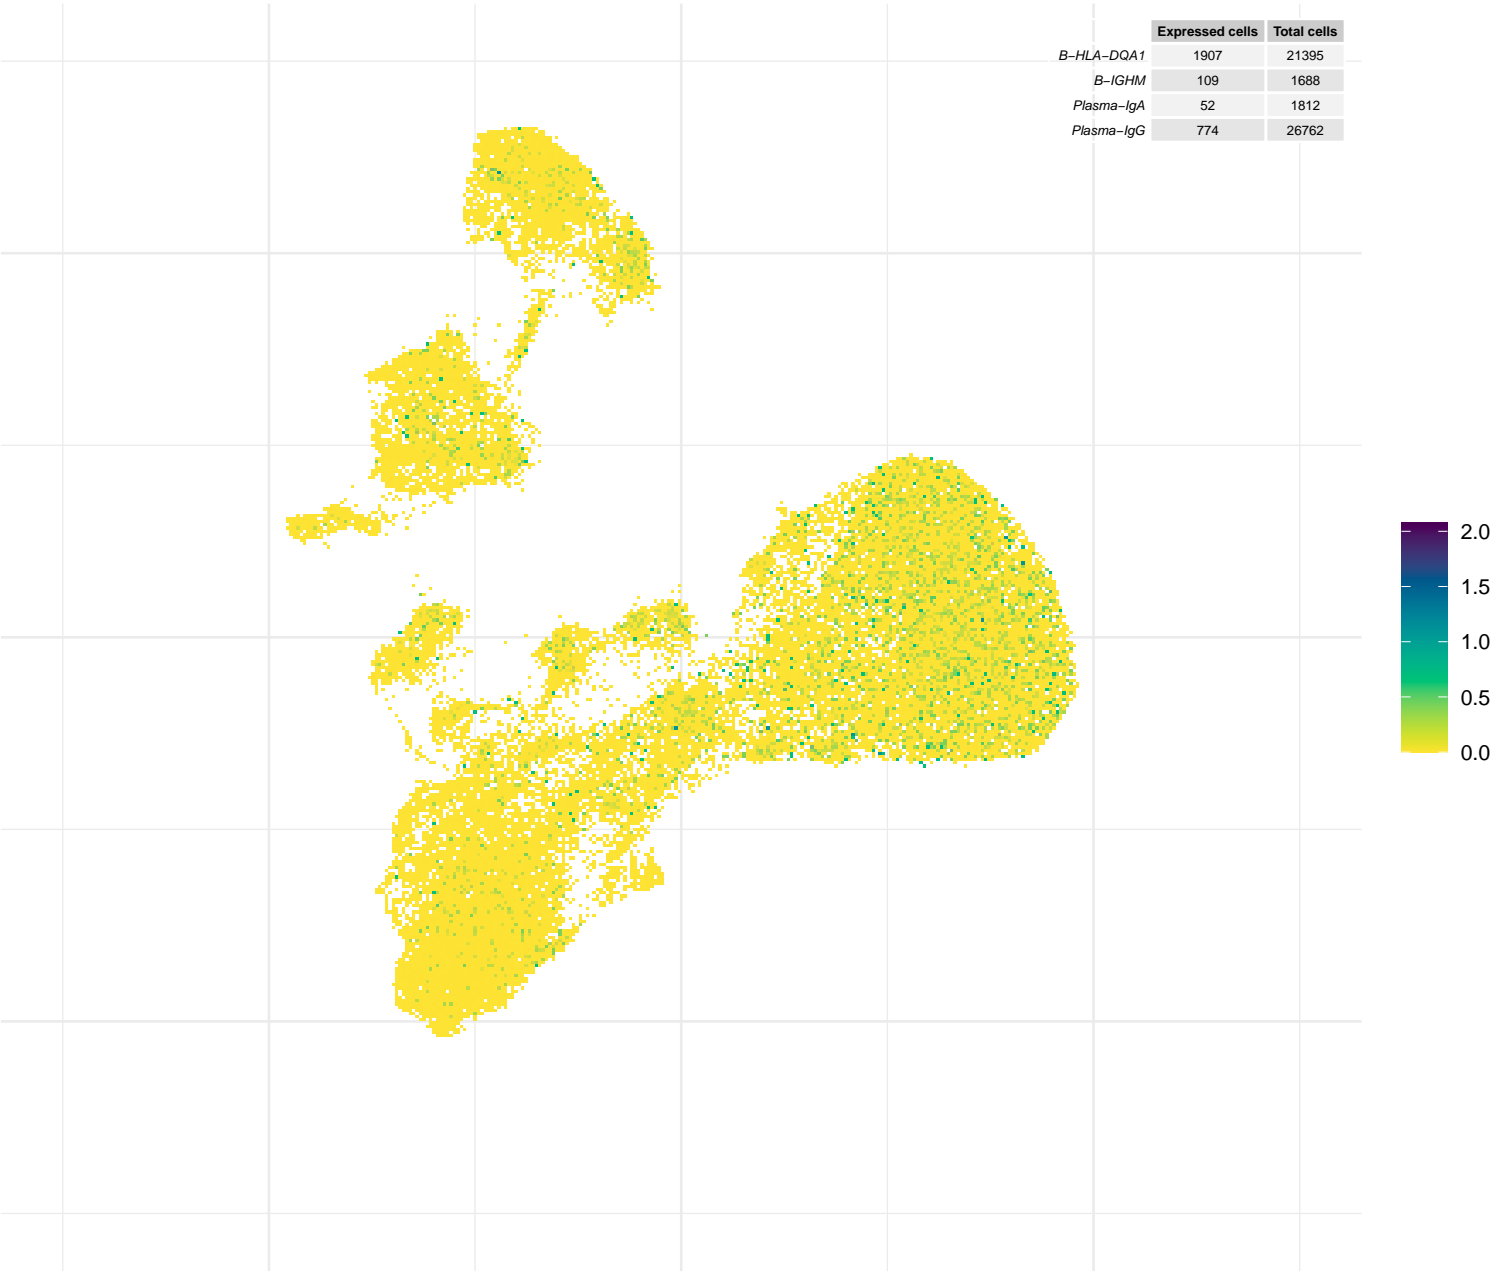 Expressed cells Total cells
B−HLA−DQA1 1907 21395
B−IGHM 109 1688
Plasma−IgA 52 1812
Plasma−IgG 774 26762
2.0
1.5
1.0
0.5
0.0